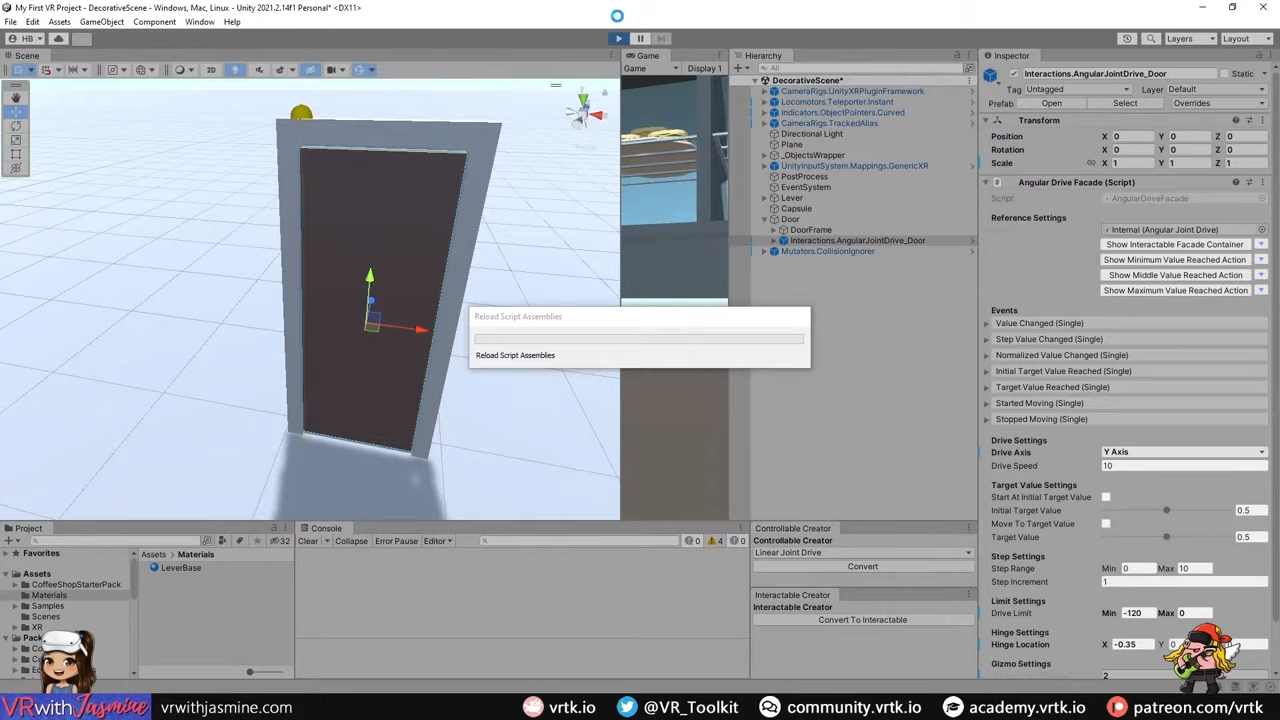 My First VR Project - DecorativeScene - Windows, Mac, Linux - Unity 2021.2.14f1 Personal* <DX11>
File Edit Assets GameObject Component Window Help
HB
Layers Layout
Scene
2D
Game
Game Display 1
Hierarchy
All
DecorativeScene*
CameraRigs.UnityXRPluginFramework
Locomotors.Teleporter.Instant
Indicators.ObjectPointers.Curved
CameraRigs.TrackedAlias
Directional Light
Plane
_ObjectsWrapper
UnityInputSystem.Mappings.GenericXR
PostProcess
EventSystem
Lever
Capsule
Door
DoorFrame
Interactions.AngularJointDrive_Door
Mutators.CollisionIgnorer
Inspector
Interactions.AngularJointDrive_Door Static
Tag Untagged Layer Default
Prefab Open Select Overrides
Transform
Position X 0 Y 0 Z 0
Rotation X 0 Y 0 Z 0
Scale X 1 Y 1 Z 1
Angular Drive Facade (Script)
Script AngularDriveFacade
Reference Settings
Internal (Angular Joint Drive)
Show Interactable Facade Container
Show Minimum Value Reached Action
Show Middle Value Reached Action
Show Maximum Value Reached Action
Events
Value Changed (Single)
Step Value Changed (Single)
Normalized Value Changed (Single)
Initial Target Value Reached (Single)
Target Value Reached (Single)
Started Moving (Single)
Stopped Moving (Single)
Drive Settings
Drive Axis Y Axis
Drive Speed 10
Target Value Settings
Start At Initial Target Value
Initial Target Value 0.5
Move To Target Value
Target Value 0.5
Step Settings
Step Range Min 0 Max 10
Step Increment 1
Limit Settings
Drive Limit Min -120 Max 0
Hinge Settings
Hinge Location X -0.35 Y 0
Gizmo Settings
2
Reload Script Assemblies
Reload Script Assemblies
Project
32
Favorites
Assets
CoffeeShopStarterPack
Materials
Samples
Scenes
XR
Assets Materials
LeverBase
Console
Clear Collapse Error Pause Editor
0 4 0
Controllable Creator
Controllable Creator
Linear Joint Drive
Convert
Interactable Creator
Interactable Creator
Convert To Interactable
VRwithJasmine vrwithjasmine.com vrtk.io @VR_Toolkit community.vrtk.io academy.vrtk.io patreon.com/vrtk